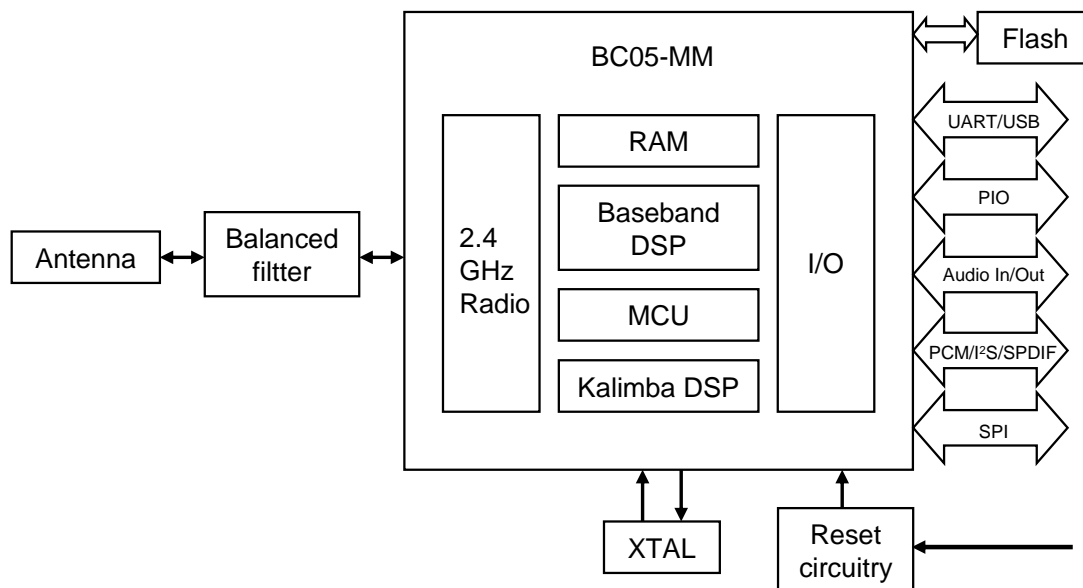 BC05-MM
Flash
UART/USB
PIO
Audio In/Out
PCM/I²S/SPDIF
SPI
Antenna
Balanced
filtter
2.4
GHz
Radio
RAM
Baseband
DSP
MCU
Kalimba DSP
I/O
XTAL
Reset
circuitry